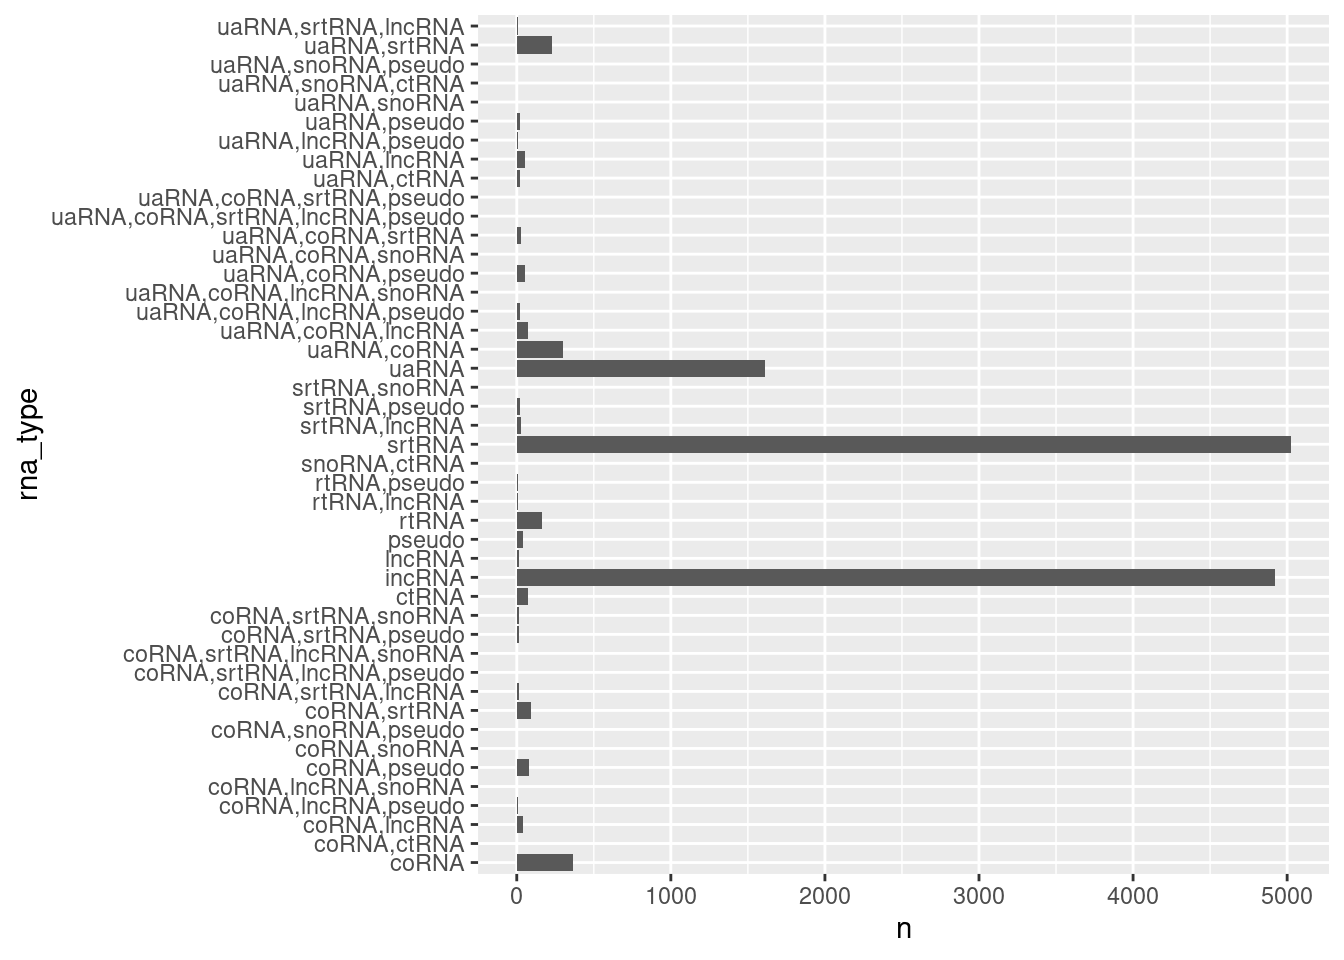 uaRNA,srtRNA,lncRNA
uaRNA,srtRNA
uaRNA,snoRNA,pseudo
uaRNA,snoRNA,ctRNA
uaRNA,snoRNA
uaRNA,pseudo
uaRNA,lncRNA,pseudo
uaRNA,lncRNA
uaRNA,ctRNA
uaRNA,coRNA,srtRNA,pseudo
uaRNA,coRNA,srtRNA,lncRNA,pseudo
uaRNA,coRNA,srtRNA
uaRNA,coRNA,snoRNA
uaRNA,coRNA,pseudo
uaRNA,coRNA,lncRNA,snoRNA
uaRNA,coRNA,lncRNA,pseudo
uaRNA,coRNA,lncRNA
uaRNA,coRNA
uaRNA
srtRNA,snoRNA
srtRNA,pseudo
srtRNA,lncRNA
srtRNA
snoRNA,ctRNA
rtRNA,pseudo
rtRNA,lncRNA
rtRNA
pseudo
lncRNA
incRNA
ctRNA
coRNA,srtRNA,snoRNA
coRNA,srtRNA,pseudo
coRNA,srtRNA,lncRNA,snoRNA
coRNA,srtRNA,lncRNA,pseudo
coRNA,srtRNA,lncRNA
coRNA,srtRNA
coRNA,snoRNA,pseudo
coRNA,snoRNA
coRNA,pseudo
coRNA,lncRNA,snoRNA
coRNA,lncRNA,pseudo
coRNA,lncRNA
coRNA,ctRNA
coRNA
rna_type
0 1000 2000 3000 4000 5000
n